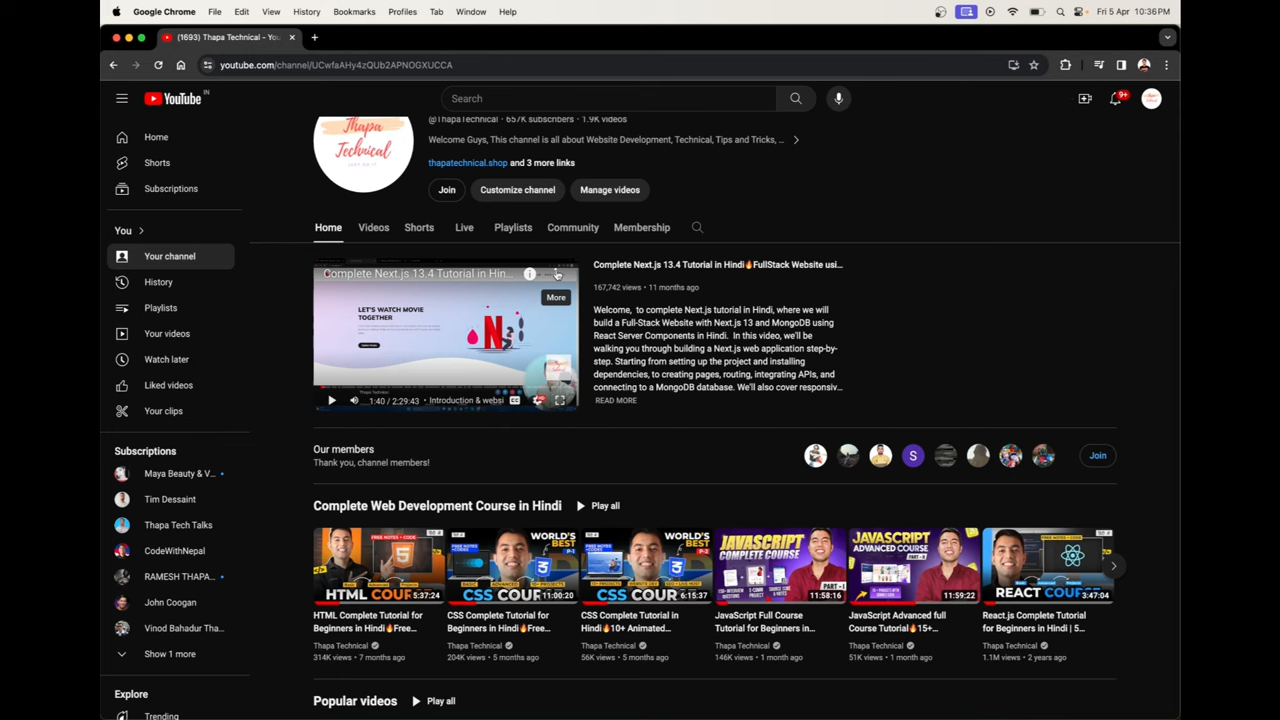 Google Chrome File Edit View History Bookmarks Profiles Tab Window Help Fri 5 Apr 10:36PM
(1693) Thapa Technical - You
youtube.com/channel/UCwfaAHy4zQUb2APNOGXUCCA
YouTube IN
Search
9+
Home
Shorts
Subscriptions
You
Your channel
History
Playlists
Your videos
Watch later
Liked videos
Your clips
Subscriptions
Maya Beauty & V...
Tim Dessaint
Thapa Tech Talks
CodeWithNepal
RAMESH THAPA...
John Coogan
Vinod Bahadur Tha...
Show 1 more
Explore
Trending
Thapa
Technical
JUST DO IT
@ThapaTechnical • 657K subscribers • 1.9K videos
Welcome Guys, This channel is all about Website Development, Technical, Tips and Tricks, ...
thapatechnical.shop and 3 more links
Join Customize channel Manage videos
Home Videos Shorts Live Playlists Community Membership
Complete Next.js 13.4 Tutorial in Hin...
More
LET'S WATCH MOVIE
TOGETHER
N
1:40 / 2:29:43 • Introduction & websi
Complete Next.js 13.4 Tutorial in Hindi🔥FullStack Website usi...
167,742 views • 11 months ago
Welcome, to complete Next.js tutorial in Hindi, where we will
build a Full-Stack Website with Next.js 13 and MongoDB using
React Server Components in Hindi. In this video, we'll be
walking you through building a Next.js web application step-by-
step. Starting from setting up the project and installing
dependencies, to creating pages, routing, integrating APIs, and
connecting to a MongoDB database. We'll also cover responsiv...
READ MORE
Our members
Thank you, channel members!
S
Join
Complete Web Development Course in Hindi Play all
FREE NOTES + CODES
HTML COURSE
5:37:24
HTML Complete Tutorial for
Beginners in Hindi🔥Free...
Thapa Technical
314K views • 7 months ago
WORLD'S
BEST
P-1
CSS COURSE
11:00:20
CSS Complete Tutorial for
Beginners in Hindi🔥Free...
Thapa Technical
204K views • 5 months ago
WORLD'S
BEST
P-2
CSS COURSE
6:15:37
CSS Complete Tutorial in
Hindi🔥10+ Animated...
Thapa Technical
56K views • 5 months ago
JAVASCRIPT
COMPLETE COURSE
PART - I
11:58:16
JavaScript Full Course
Tutorial for Beginners in...
Thapa Technical
146K views • 1 month ago
JAVASCRIPT
ADVANCED COURSE
11:59:22
JavaScript Advanced full
Course Tutorial🔥15+...
Thapa Technical
51K views • 1 month ago
FREE NOTES + CODE
REACT COURSE
3:47:04
React.js Complete Tutorial
for Beginners in Hindi | 5...
Thapa Technical
1.1M views • 2 years ago
Popular videos Play all